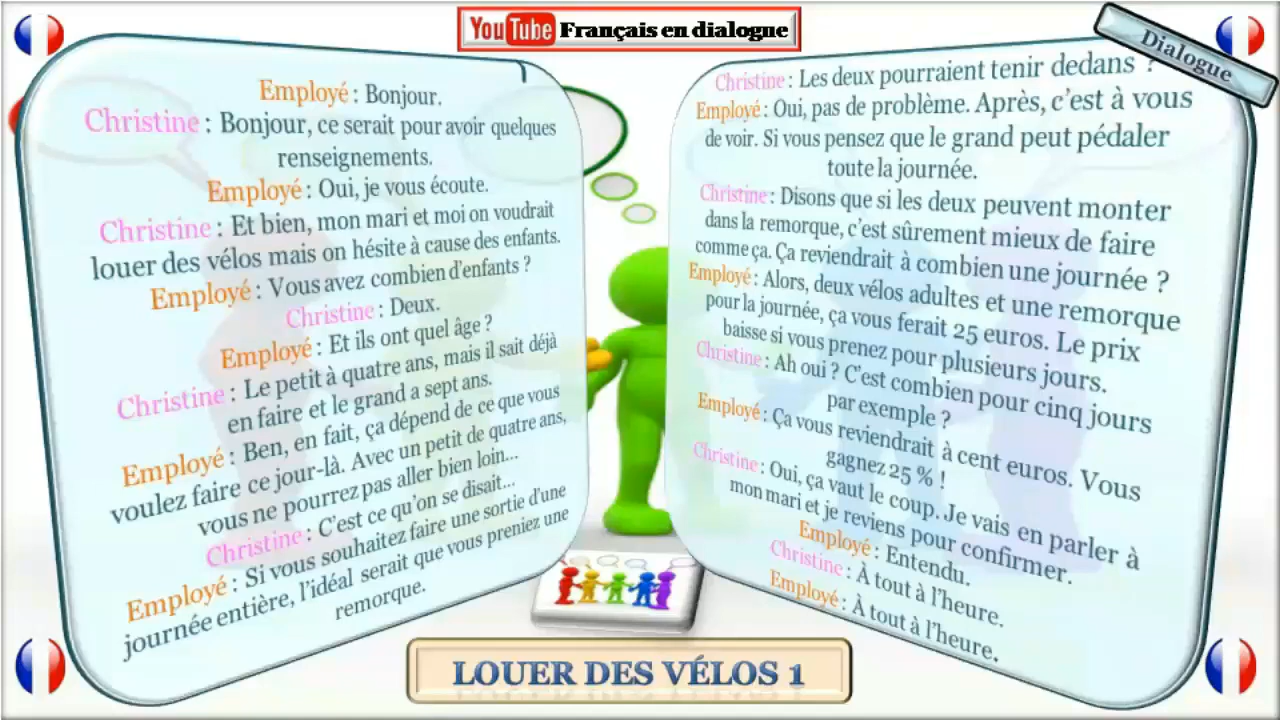 YouTube Français en dialogue
Dialogue
Employé : Bonjour.
Christine : Bonjour, ce serait pour avoir quelques
renseignements.
Employé : Oui, je vous écoute.
Christine : Et bien, mon mari et moi on voudrait
louer des vélos mais on hésite à cause des enfants.
Employé : Vous avez combien d'enfants ?
Christine : Deux.
Employé : Et ils ont quel âge ?
Christine : Le petit à quatre ans, mais il sait déjà
en faire et le grand a sept ans.
Employé : Ben, en fait, ça dépend de ce que vous
voulez faire ce jour-là. Avec un petit de quatre ans,
vous ne pourrez pas aller bien loin...
Christine : C'est ce qu'on se disait...
Employé : Si vous souhaitez faire une sortie d'une
journée entière, l'idéal serait que vous preniez une
remorque.
Christine : Les deux pourraient tenir dedans ?
Employé : Oui, pas de problème. Après, c'est à vous
de voir. Si vous pensez que le grand peut pédaler
toute la journée.
Christine : Disons que si les deux peuvent monter
dans la remorque, c'est sûrement mieux de faire
comme ça. Ça reviendrait à combien une journée ?
Employé : Alors, deux vélos adultes et une remorque
pour la journée, ça vous ferait 25 euros. Le prix
baisse si vous prenez pour plusieurs jours.
Christine : Ah oui ? C'est combien pour cinq jours
par exemple ?
Employé : Ça vous reviendrait à cent euros. Vous
gagnez 25 % !
Christine : Oui, ça vaut le coup. Je vais en parler à
mon mari et je reviens pour confirmer.
Employé : Entendu.
Christine : À tout à l'heure.
Employé : À tout à l'heure.
LOUER DES VÉLOS 1